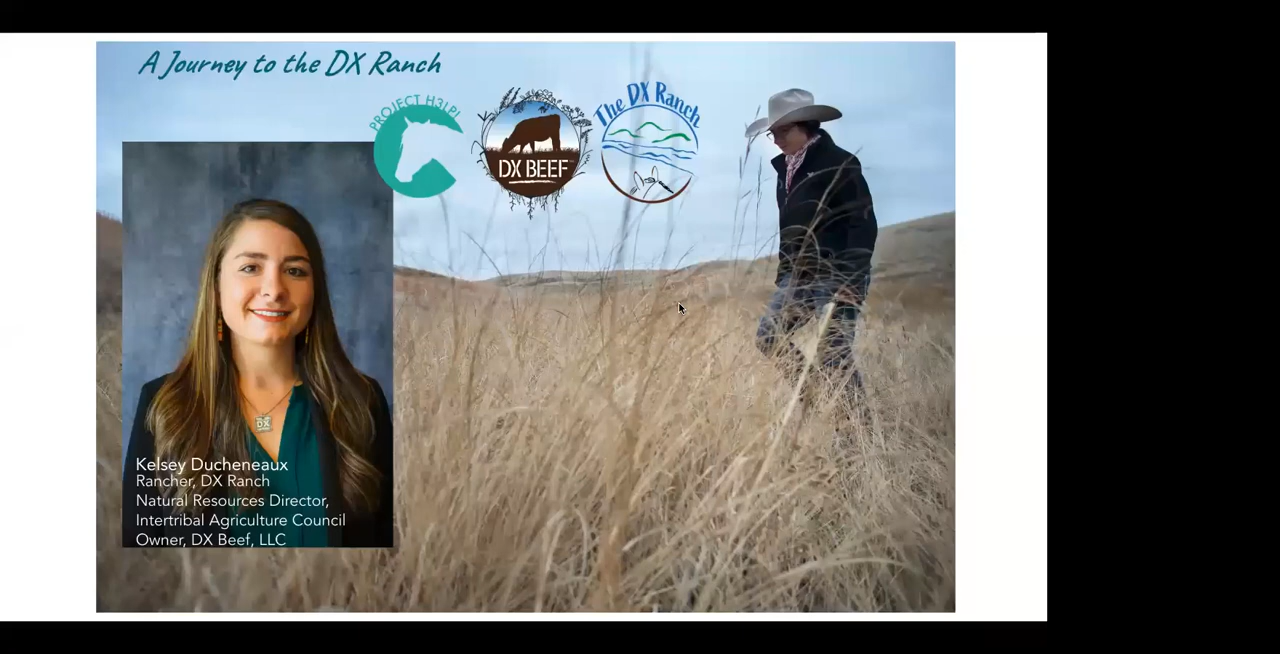 A Journey to the DX Ranch
PROJECT H3LP!
DX BEEF
The DX Ranch
DX
Kelsey Ducheneaux
Rancher, DX Ranch
Natural Resources Director,
Intertribal Agriculture Council
Owner, DX Beef, LLC